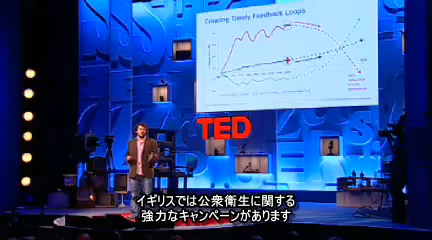 Creating Timely Feedback Loops
TED
イギリスでは公衆衛生に関する
強力なキャンペーンがあります